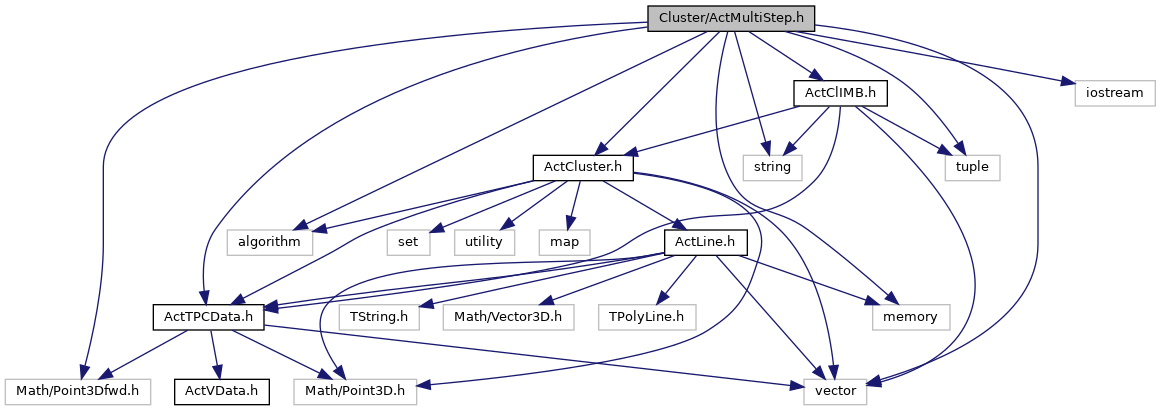 Cluster/ActMultiStep.h
ActClIMB.h
iostream
ActCluster.h
string
tuple
algorithm
set
utility
map
ActLine.h
ActTPCData.h
TString.h
Math/Vector3D.h
TPolyLine.h
memory
Math/Point3Dfwd.h
ActVData.h
Math/Point3D.h
vector